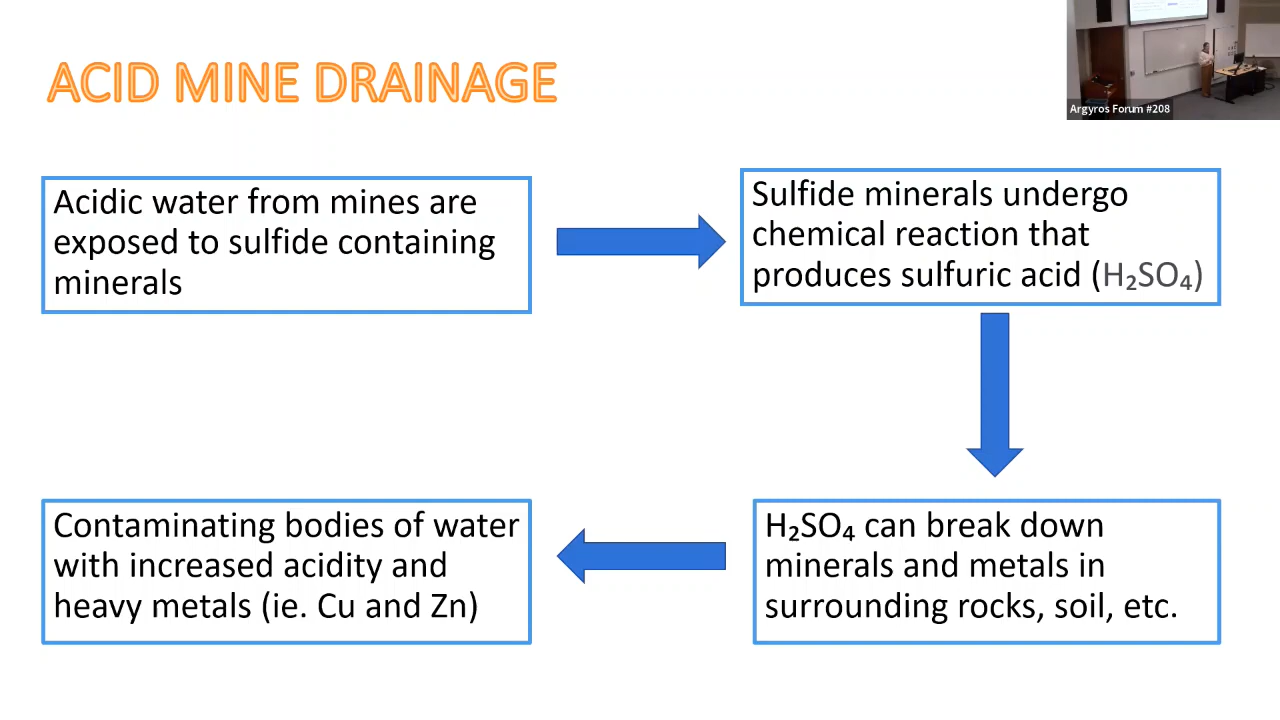 ACID MINE DRAINAGE
Argyros Forum #208
Acidic water from mines are
exposed to sulfide containing
minerals
Sulfide minerals undergo
chemical reaction that
produces sulfuric acid (H₂SO₄)
H₂SO₄ can break down
minerals and metals in
surrounding rocks, soil, etc.
Contaminating bodies of water
with increased acidity and
heavy metals (ie. Cu and Zn)